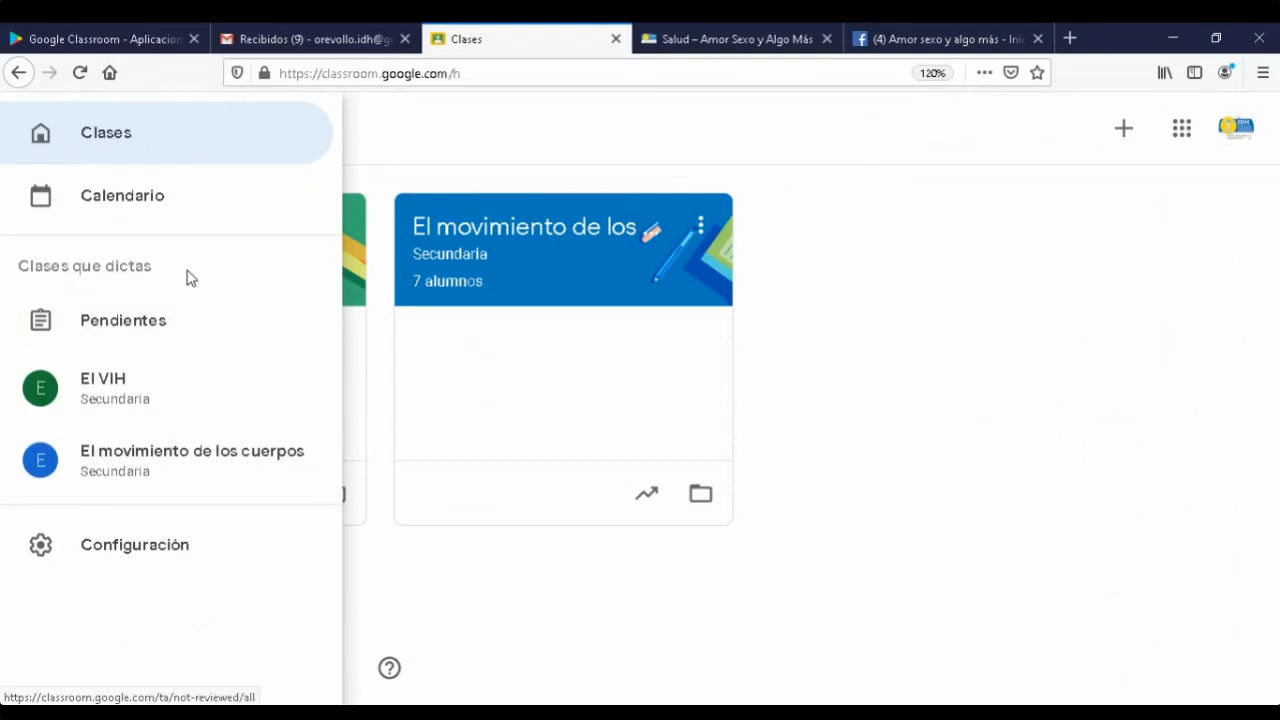 Google Classroom - Aplicacion
Recibidos (9) - orevollo.idh@g
Clases
Salud – Amor Sexo y Algo Más
(4) Amor sexo y algo más - Inic
https://classroom.google.com/h
120%
Clases
Calendario
Clases que dictas
Pendientes
E
El VIH
Secundaria
E
El movimiento de los cuerpos
Secundaria
Configuración
El movimiento de los
Secundaria
7 alumnos
https://classroom.google.com/ta/not-reviewed/all